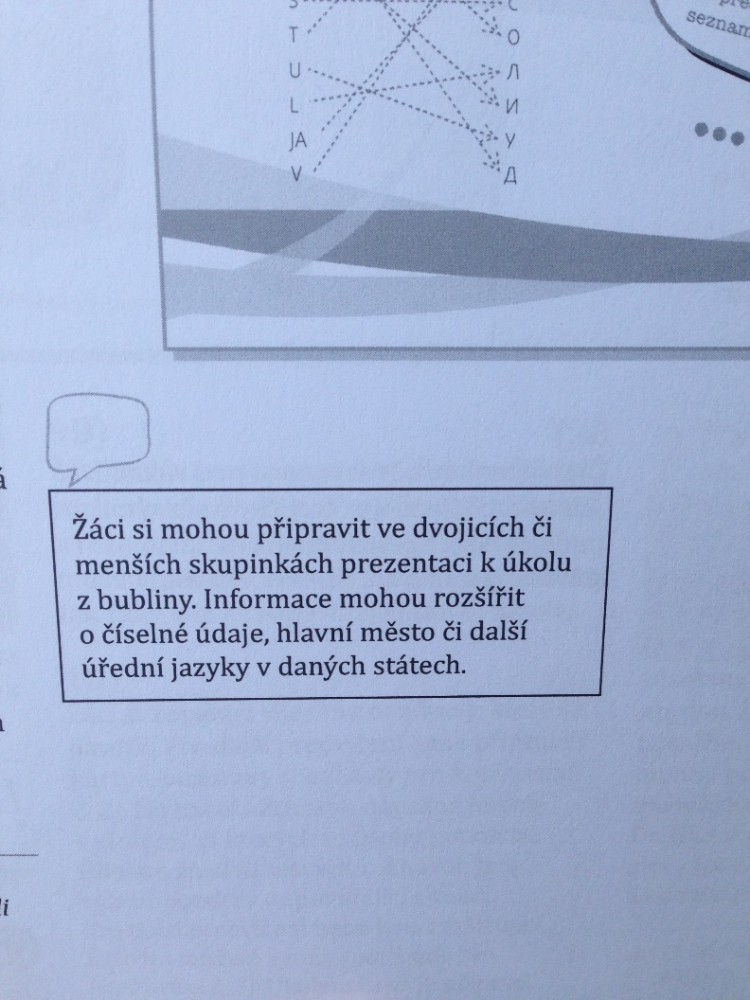 seznam
S C
T О
U Л
L И
JA У
V Д
Žáci si mohou připravit ve dvojicích či
menších skupinkách prezentaci k úkolu
z bubliny. Informace mohou rozšířit
o číselné údaje, hlavní město či další
úřední jazyky v daných státech.